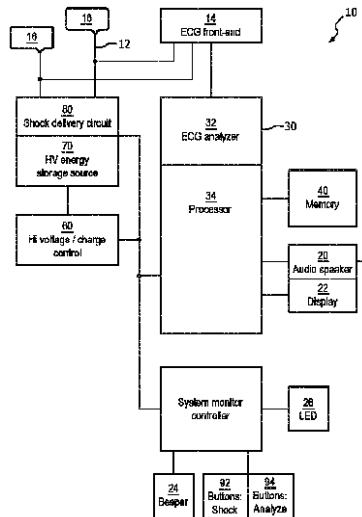 10
16
16
12
14
ECG front-end
80
Shock delivery circuit
70
HV energy
storage source
60
Hi voltage / charge
control
32
ECG analyzer
30
34
Processor
40
Memory
20
Audio speaker
22
Display
System monitor
controller
26
LED
24
Beeper
92
Buttons:
Shock
94
Buttons:
Analyze